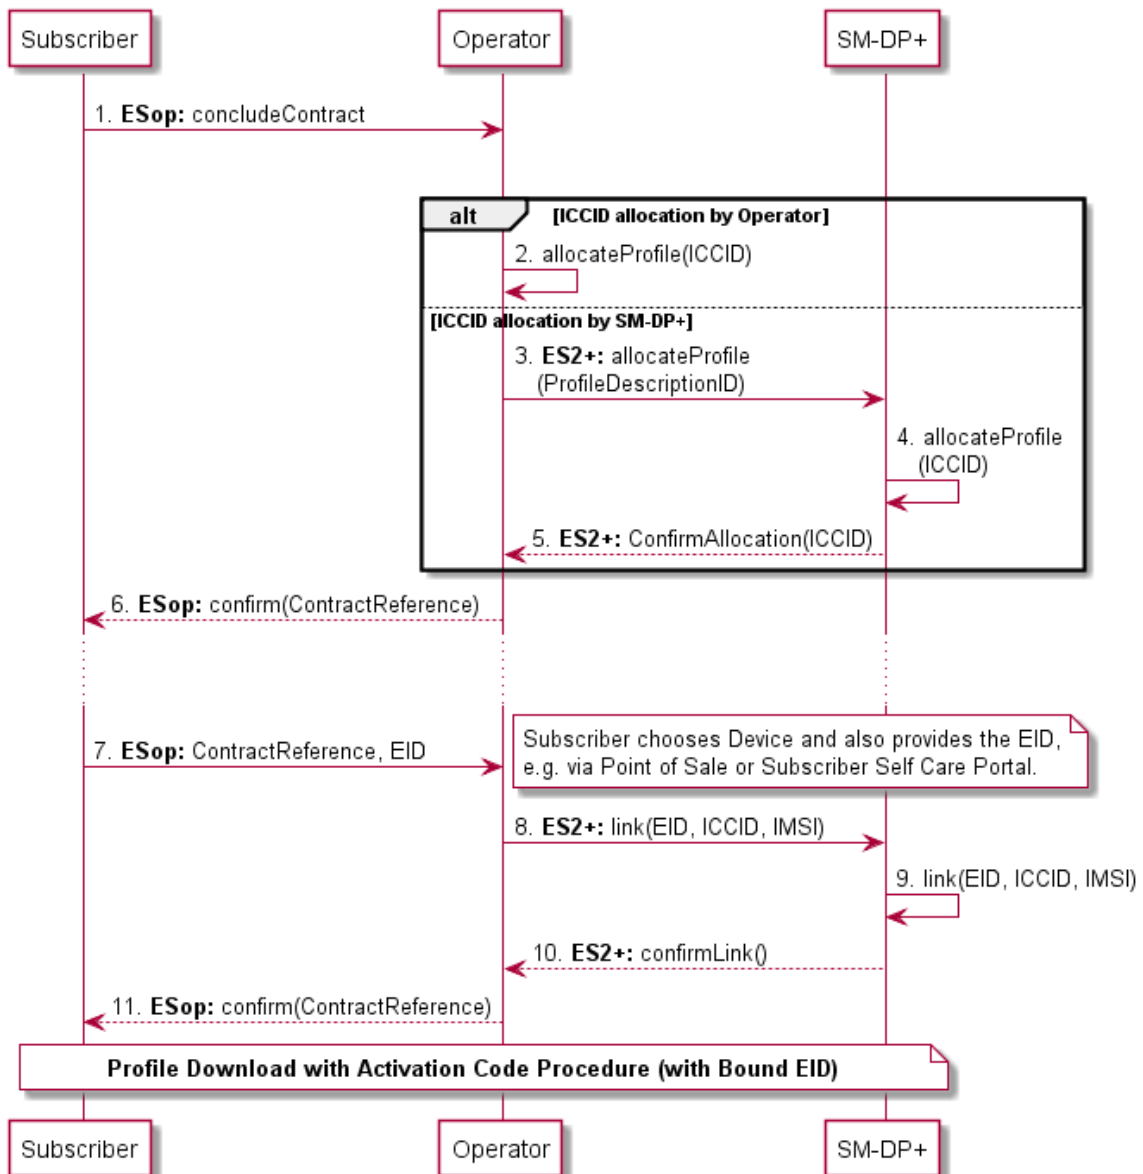 Subscriber
Operator
SM-DP+
1. ESop: concludeContract
alt
[ICCID allocation by Operator]
2. allocateProfile(ICCID)
[ICCID allocation by SM-DP+]
3. ES2+: allocateProfile
(ProfileDescriptionID)
4. allocateProfile
(ICCID)
5. ES2+: ConfirmAllocation(ICCID)
6. ESop: confirm(ContractReference)
7. ESop: ContractReference, EID
Subscriber chooses Device and also provides the EID,
e.g. via Point of Sale or Subscriber Self Care Portal.
8. ES2+: link(EID, ICCID, IMSI)
9. link(EID, ICCID, IMSI)
10. ES2+: confirmLink()
11. ESop: confirm(ContractReference)
Profile Download with Activation Code Procedure (with Bound EID)
Subscriber
Operator
SM-DP+